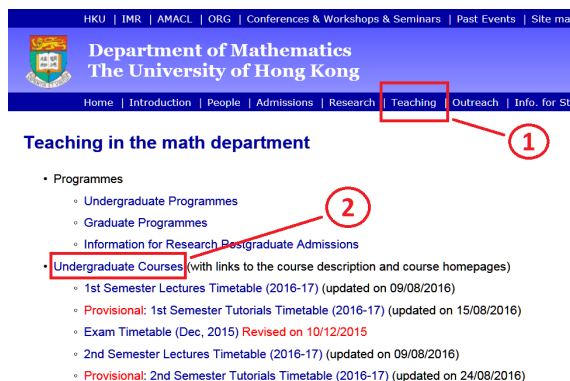 HKU | IMR | AMACL | ORG | Conferences & Workshops & Seminars | Past Events | Site ma
Department of Mathematics
The University of Hong Kong
Home | Introduction | People | Admissions | Research | Teaching | Outreach | Info. for St
1
Teaching in the math department
• Programmes
◦ Undergraduate Programmes
2
◦ Graduate Programmes
◦ Information for Research Postgraduate Admissions
• Undergraduate Courses (with links to the course description and course homepages)
◦ 1st Semester Lectures Timetable (2016-17) (updated on 09/08/2016)
◦ Provisional: 1st Semester Tutorials Timetable (2016-17) (updated on 15/08/2016)
◦ Exam Timetable (Dec, 2015) Revised on 10/12/2015
◦ 2nd Semester Lectures Timetable (2016-17) (updated on 09/08/2016)
◦ Provisional: 2nd Semester Tutorials Timetable (2016-17) (updated on 24/08/2016)